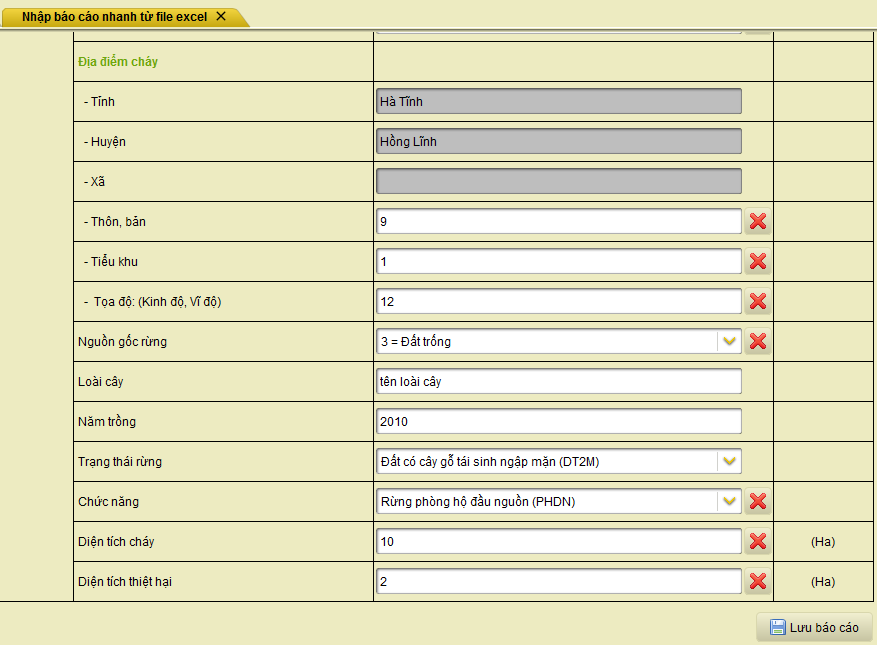 Nhập báo cáo nhanh từ file excel
Địa điểm cháy
- Tỉnh Hà Tĩnh
- Huyện Hồng Lĩnh
- Xã
- Thôn, bản 9
- Tiểu khu 1
- Tọa độ: (Kinh độ, Vĩ độ) 12
Nguồn gốc rừng 3 = Đất trống
Loài cây tên loài cây
Năm trồng 2010
Trạng thái rừng Đất có cây gỗ tái sinh ngập mặn (DT2M)
Chức năng Rừng phòng hộ đầu nguồn (PHDN)
Diện tích cháy 10 (Ha)
Diện tích thiệt hại 2 (Ha)
Lưu báo cáo